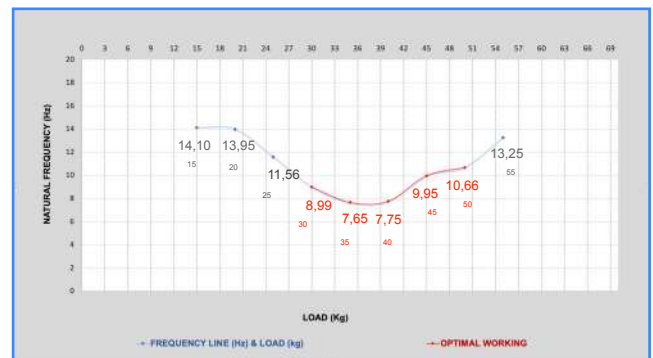 0 3 6 9 12 15 18 21 24 27 30 33 36 39 42 45 48 51 54 57 60 63 66 69
20
18
16
14
12
10
8
6
4
2
0
NATURAL FREQUENCY (Hz)
14,10 13,95 11,56 8,99 7,65 7,75 9,95 10,66 13,25
15 20 25 30 35 40 45 50 55
LOAD (Kg)
FREQUENCY LINE (Hz) & LOAD (kg) OPTIMAL WORKING